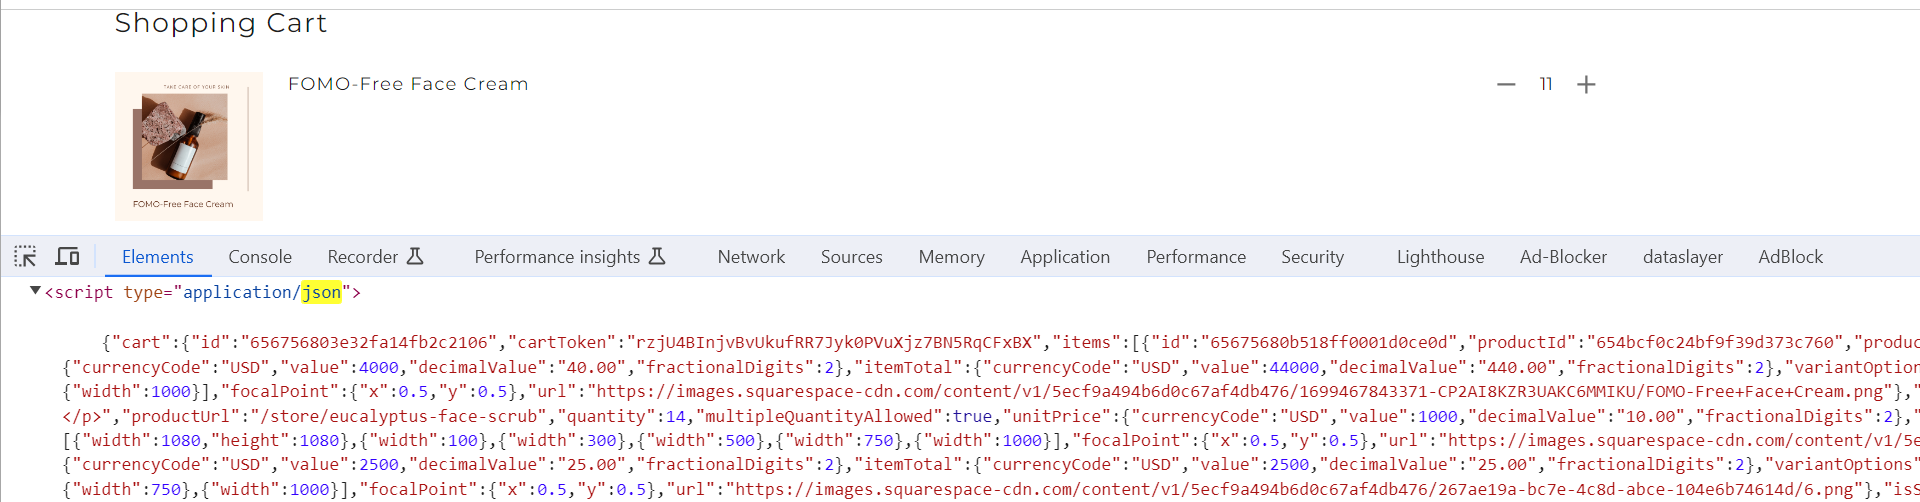 Shopping Cart
FOMO-Free Face Cream
11
TAKE CARE OF YOUR SKIN
FOMO-Free Face Cream
Elements Console Recorder Performance insights Network Sources Memory Application Performance Security Lighthouse Ad-Blocker dataslayer AdBlock
<script type="application/json">
{"cart":{"id":"656756803e32fa14fb2c2106","cartToken":"rzjU4BInjvBvUkufRR7Jyk0PVuXjz7BN5RqCFxBX","items":[{"id":"65675680b518ff0001d0ce0d","productId":"654bcf0c24bf9f39d373c760","produc
{"currencyCode":"USD","value":4000,"decimalValue":"40.00","fractionalDigits":2},"itemTotal":{"currencyCode":"USD","value":44000,"decimalValue":"440.00","fractionalDigits":2},"variantOption
{"width":1000}],"focalPoint":{"x":0.5,"y":0.5},"url":"https://images.squarespace-cdn.com/content/v1/5ecf9a494b6d0c67af4db476/1699467843371-CP2AI8KZR3UAKC6MMIKU/FOMO-Free+Face+Cream.png"},"
</p>","productUrl":"/store/eucalyptus-face-scrub","quantity":14,"multipleQuantityAllowed":true,"unitPrice":{"currencyCode":"USD","value":1000,"decimalValue":"10.00","fractionalDigits":2},"
[{"width":1080,"height":1080},{"width":100},{"width":300},{"width":500},{"width":750},{"width":1000}],"focalPoint":{"x":0.5,"y":0.5},"url":"https://images.squarespace-cdn.com/content/v1/5e
{"currencyCode":"USD","value":2500,"decimalValue":"25.00","fractionalDigits":2},"itemTotal":{"currencyCode":"USD","value":2500,"decimalValue":"25.00","fractionalDigits":2},"variantOptions"
{"width":750},{"width":1000}],"focalPoint":{"x":0.5,"y":0.5},"url":"https://images.squarespace-cdn.com/content/v1/5ecf9a494b6d0c67af4db476/267ae19a-bc7e-4c8d-abce-104e6b74614d/6.png"},"isS